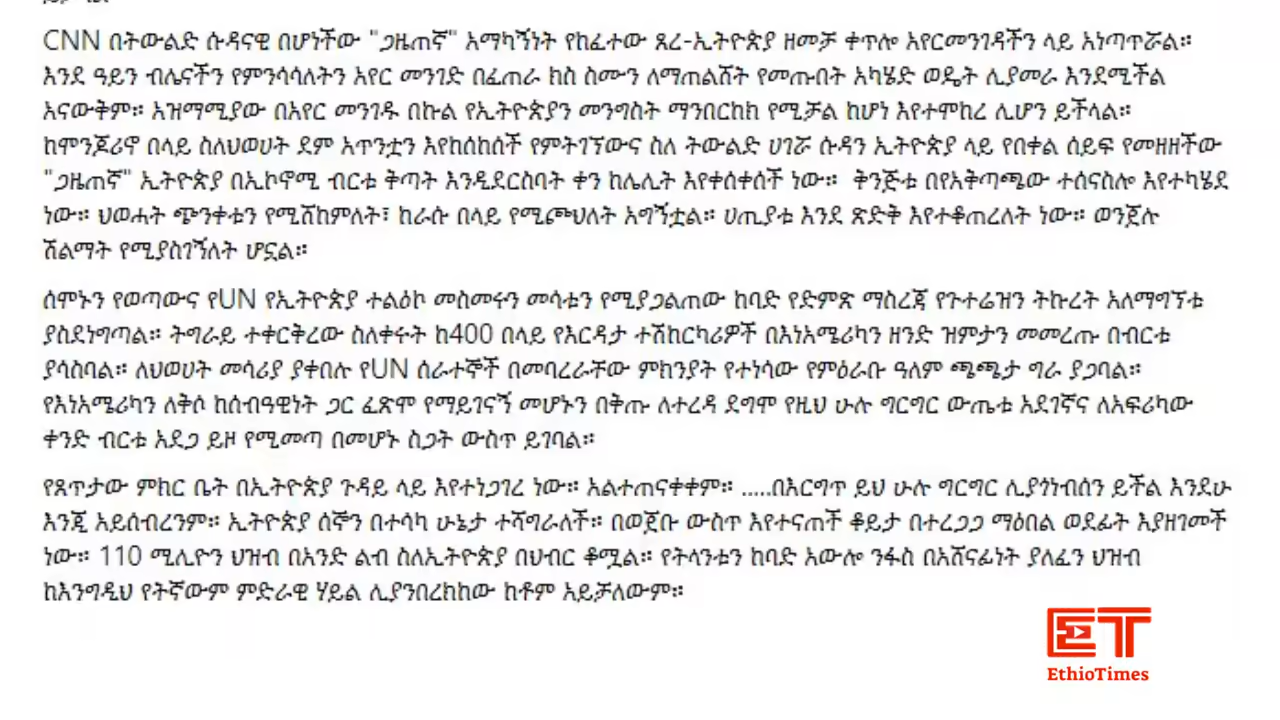 CNN በትውልድ ሱዳናዊ በሆነችው "ጋዜጠኛ" አማካኝነት የከፈተው ጸረ-ኢትዮጵያ ዘመቻ ቀጥሎ አየርመንገዳችን ላይ አነጣጥሯል።
እንደ ዓይን ብሌናችን የምንሳሳለትን አየር መንገድ በፈጠራ ክስ ስሙን ለማጠልሸት የመጡበት አካሄድ ወዴት ሊያመራ እንደሚችል
አናውቅም። አዝማሚያው በአየር መንገዱ በኩል የኢትዮጵያን መንግስት ማንበርከክ የሚቻል ከሆነ እየተሞከረ ሊሆን ይችላል።
ከሞንጆሪኖ በላይ ስለህወሀት ደም አጥንቷን እየከሰከሰች የምትገኘውና ስለ ትውልድ ሀገሯ ሱዳን ኢትዮጵያ ላይ የበቀል ሰይፍ የመዘዘችው
"ጋዜጠኛ" ኢትዮጵያ በኢኮኖሚ ብርቱ ቅጣት እንዲደርስባት ቀን ከሌሊት እየቀሰቀሰች ነው። ቅንጅቱ በየአቅጣጫው ተሰናስሎ እየተካሄደ
ነው። ህወሓት ጭንቀቱን የሚሸከምለት፣ ከራሱ በላይ የሚጮህለት አግኝቷል። ሀጢያቱ እንደ ጽድቅ እየተቆጠረለት ነው። ወንጀሉ
ሽልማት የሚያስገኝለት ሆኗል።
ሰሞኑን የወጣውና የUN የኢትዮጵያ ተልዕኮ መስመሩን መሳቱን የሚያጋልጠው ከባድ የድምጽ ማስረጃ የጉተሬዝን ትኩረት አለማግኘቱ
ያስደነግጣል። ትግራይ ተቀርቅረው ስለቀሩት ከ400 በላይ የእርዳታ ተሽከርካሪዎች በእነአሜሪካን ዘንድ ዝምታን መመረጡ በብርቱ
ያሳስባል። ለህወሀት መሳሪያ ያቀበሉ የUN ሰራተኞች በመባረራቸው ምክንያት የተነሳው የምዕራቡ ዓለም ጫጫታ ግራ ያጋባል።
የእነአሜሪካን ለቅሶ ከሰብዓዊነት ጋር ፈጽሞ የማይገናኝ መሆኑን በቅጡ ለተረዳ ደግሞ የዚህ ሁሉ ግርግር ውጤቱ አደገኛና ለአፍሪካው
ቀንድ ብርቱ አደጋ ይዞ የሚመጣ በመሆኑ ስጋት ውስጥ ይገባል።
የጸጥታው ምክር ቤት በኢትዮጵያ ጉዳይ ላይ እየተነጋገረ ነው። አልተጠናቀቀም። .....በእርግጥ ይህ ሁሉ ግርግር ሊያጎነብሰን ይችል እንደሁ
እንጂ አይሰብረንም። ኢትዮጵያ ሰኞን በተሳካ ሁኔታ ተሻግራለች። በወጀቡ ውስጥ እየተናጠች ቆይታ በተረጋጋ ማዕበል ወደፊት እያዘገመች
ነው። 110 ሚሊዮን ህዝብ በአንድ ልብ ስለኢትዮጵያ በህብር ቆሟል። የትላንቱን ከባድ አውሎ ንፋስ በአሸናፊነት ያለፈን ህዝብ
ከእንግዲህ የትኛውም ምድራዊ ሃይል ሊያንበረክከው ከቶም አይቻለውም።
ET
EthioTimes